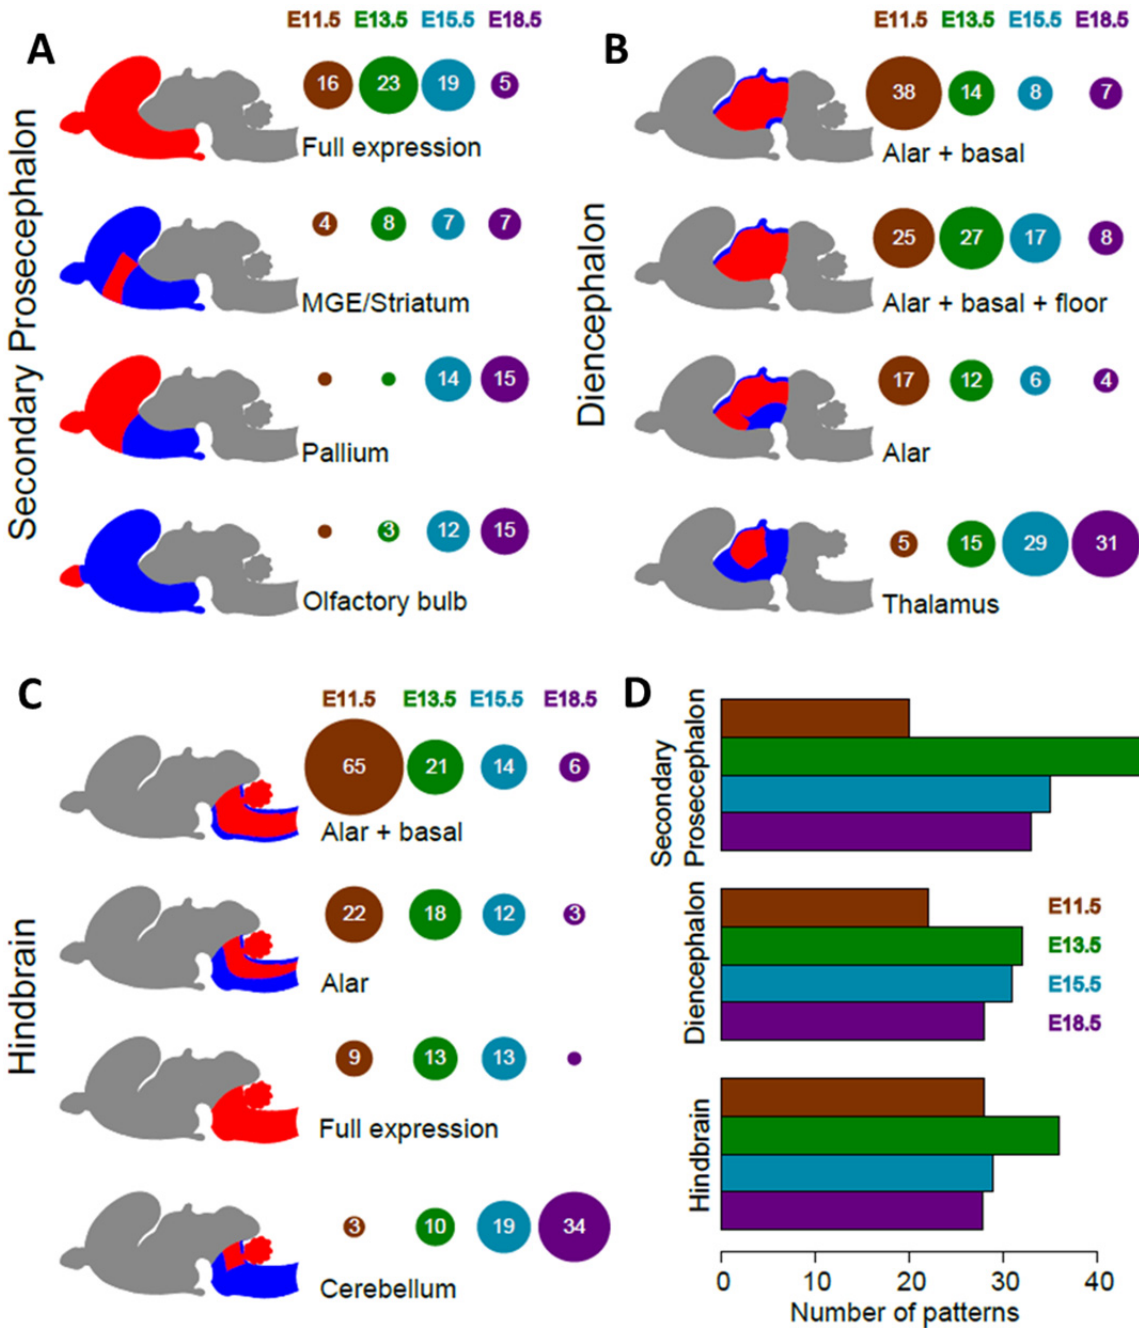 A
E11.5 E13.5 E15.5 E18.5
Secondary Prosecephalon
16 23 19 5
Full expression
4 8 7 7
MGE/Striatum
14 15
Pallium
3 12 15
Olfactory bulb
B
E11.5 E13.5 E15.5 E18.5
Diencephalon
38 14 8 7
Alar + basal
25 27 17 8
Alar + basal + floor
17 12 6 4
Alar
5 15 29 31
Thalamus
C
E11.5 E13.5 E15.5 E18.5
Hindbrain
65 21 14 6
Alar + basal
22 18 12 3
Alar
9 13 13
Full expression
3 10 19 34
Cerebellum
D
Secondary
Prosecephalon
Diencephalon
E11.5
E13.5
E15.5
E18.5
Hindbrain
0 10 20 30 40
Number of patterns